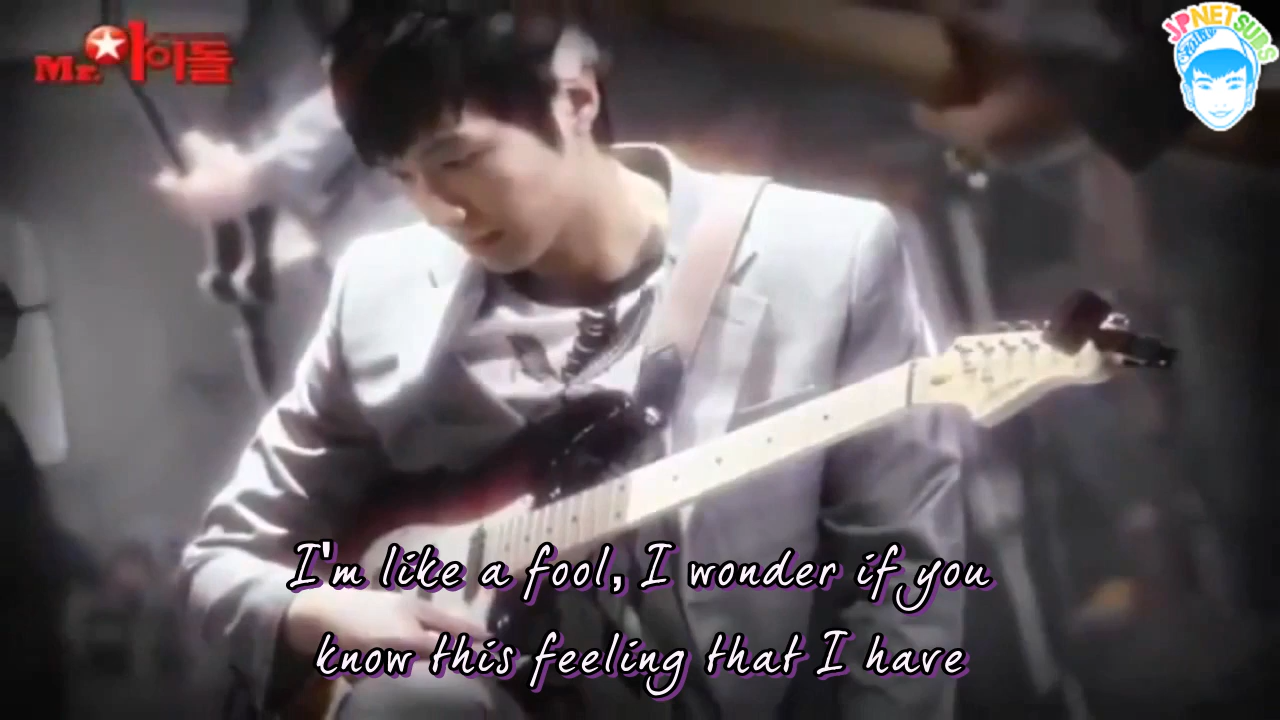 Mr.아이돌
JPNETSUBS
I'm like a fool, I wonder if you
know this feeling that I have